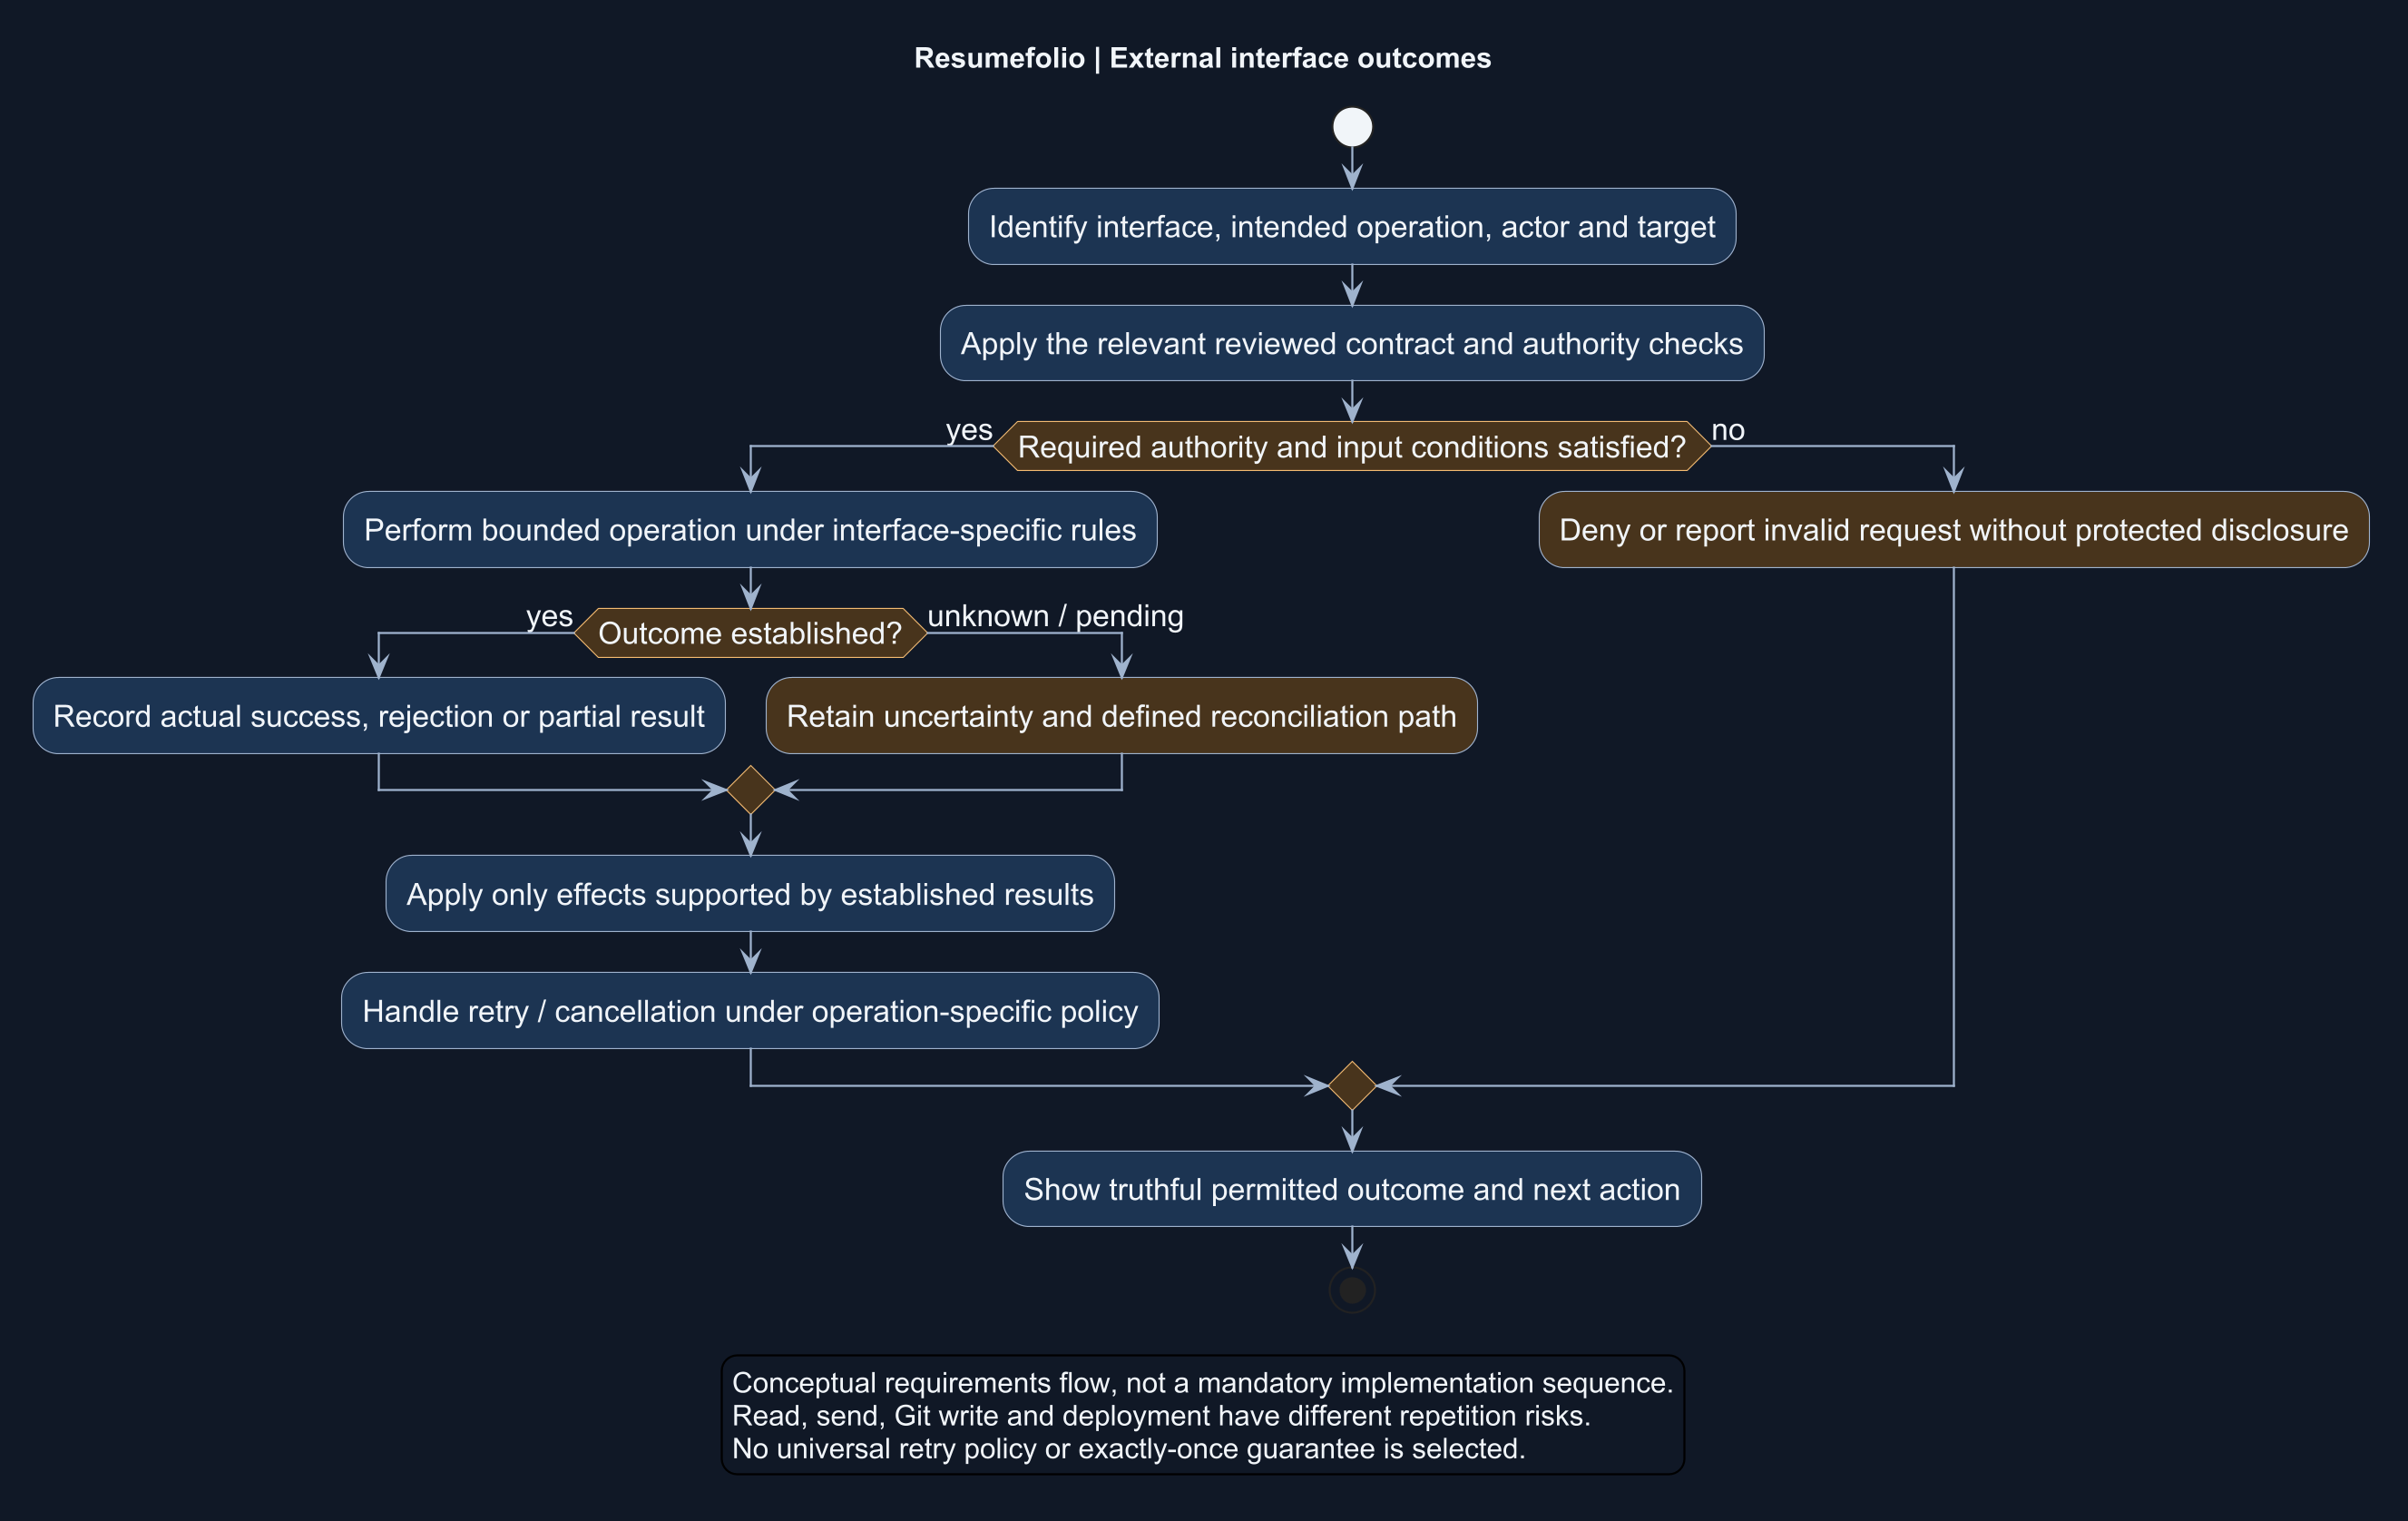 Resumefolio | External interface outcomes
Identify interface, intended operation, actor and target
Apply the relevant reviewed contract and authority checks
yes
Required authority and input conditions satisfied?
no
Perform bounded operation under interface-specific rules
Deny or report invalid request without protected disclosure
yes
Outcome established?
unknown / pending
Record actual success, rejection or partial result
Retain uncertainty and defined reconciliation path
Apply only effects supported by established results
Handle retry / cancellation under operation-specific policy
Show truthful permitted outcome and next action
Conceptual requirements flow, not a mandatory implementation sequence.
Read, send, Git write and deployment have different repetition risks.
No universal retry policy or exactly-once guarantee is selected.